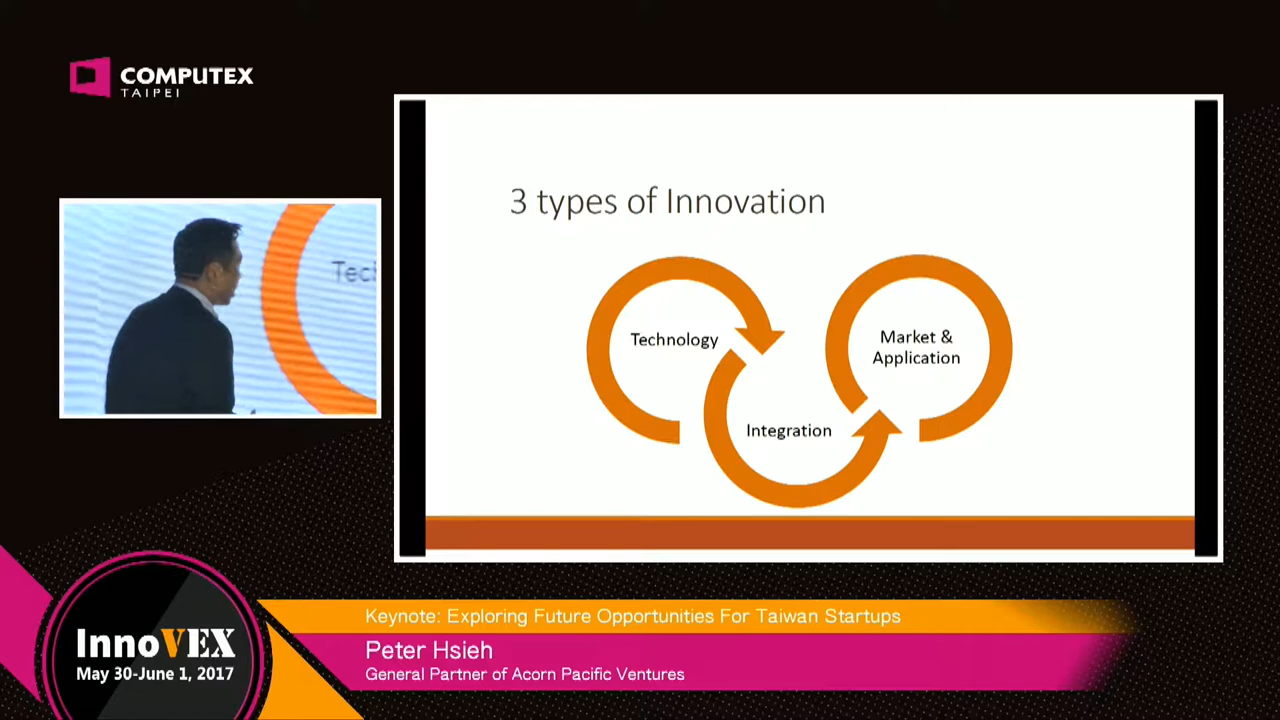 COMPUTEX
TAIPEI
3 types of Innovation
Technology
Market &
Application
Integration
Tec
InnoVEX
May 30-June 1, 2017
Keynote: Exploring Future Opportunities For Taiwan Startups
Peter Hsieh
General Partner of Acorn Pacific Ventures